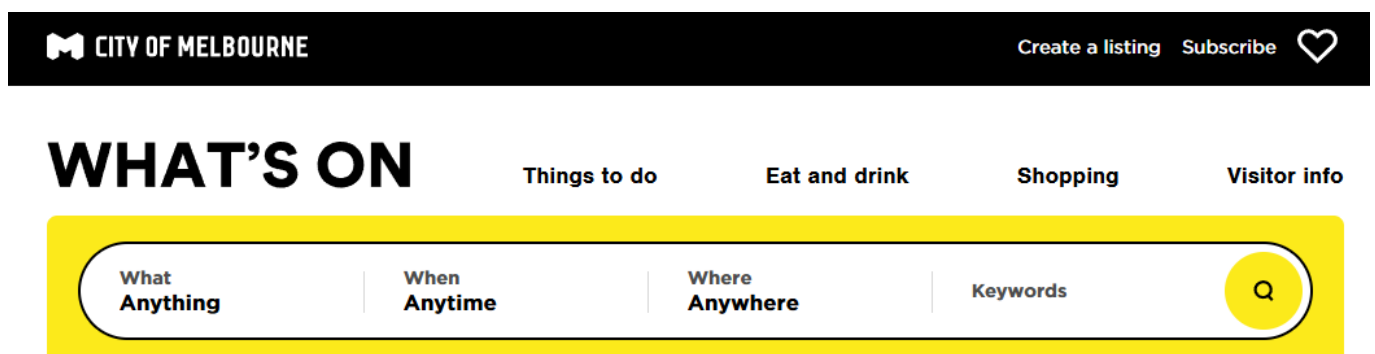 CITY OF MELBOURNE
Create a listing Subscribe
WHAT'S ON
Things to do Eat and drink Shopping Visitor info
What When Where
Anything Anytime Anywhere Keywords